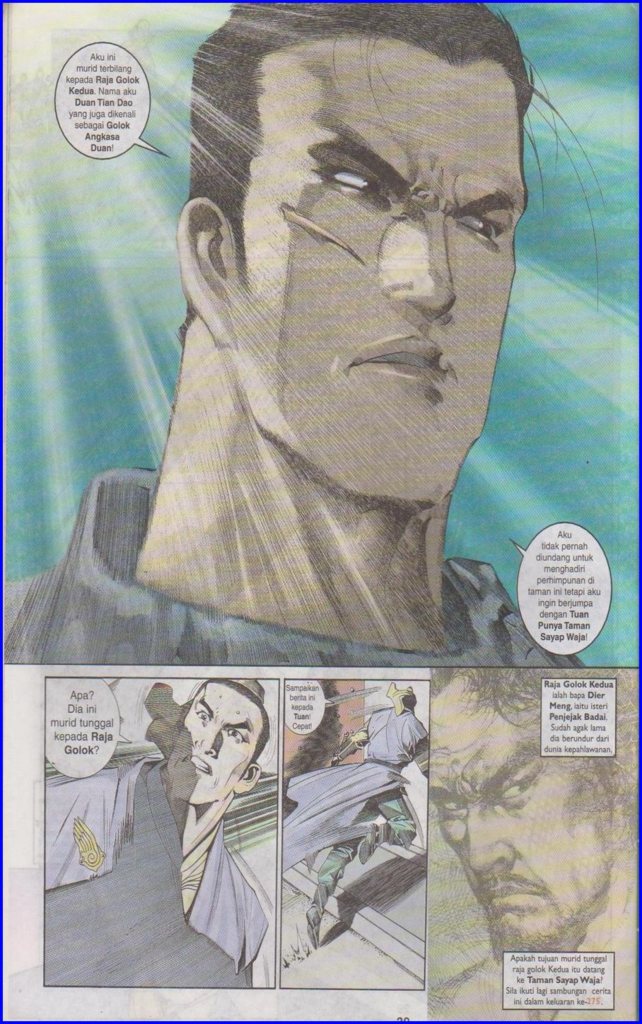 Aku ini
murid terbilang
kepada Raja Golok
Kedua. Nama aku
Duan Tian Dao
yang juga dikenali
sebagai Golok
Angkasa
Duan!
Aku
tidak pernah
diundang untuk
menghadiri
perhimpunan di
taman ini tetapi aku
ingin berjumpa
dengan Tuan
Punya Taman
Sayap Waja!
Apa?
Dia ini
murid tunggal
kepada Raja
Golok?
Sampaikan
berita ini
kepada
Tuan!
Cepat!
Raja Golok Kedua
ialah bapa Dier
Meng, iaitu isteri
Penjejak Badai.
Sudah agak lama
dia berundur dari
dunia kepahlawanan.
Apakah tujuan murid tunggal
raja golok Kedua itu datang
ke Taman Sayap Waja?
Sila ikuti lagi sambungan cerita
ini dalam keluaran ke-275.